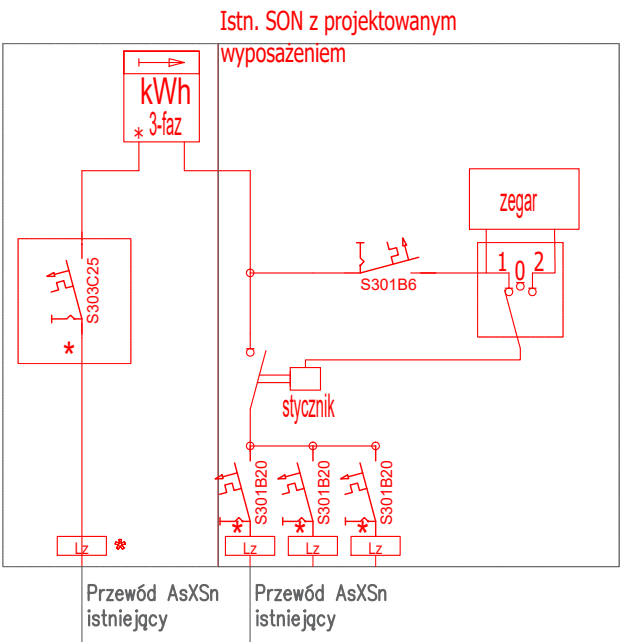 Istn. SON z projektowanym
wyposażeniem
kWh
* 3-faz
zegar
1 0 2
S301B6
S303C25
*
stycznik
S301B20
S301B20
S301B20
* * *
Lz *
Lz
Lz
Lz
Przewód AsXSn
istniejący
Przewód AsXSn
istniejący